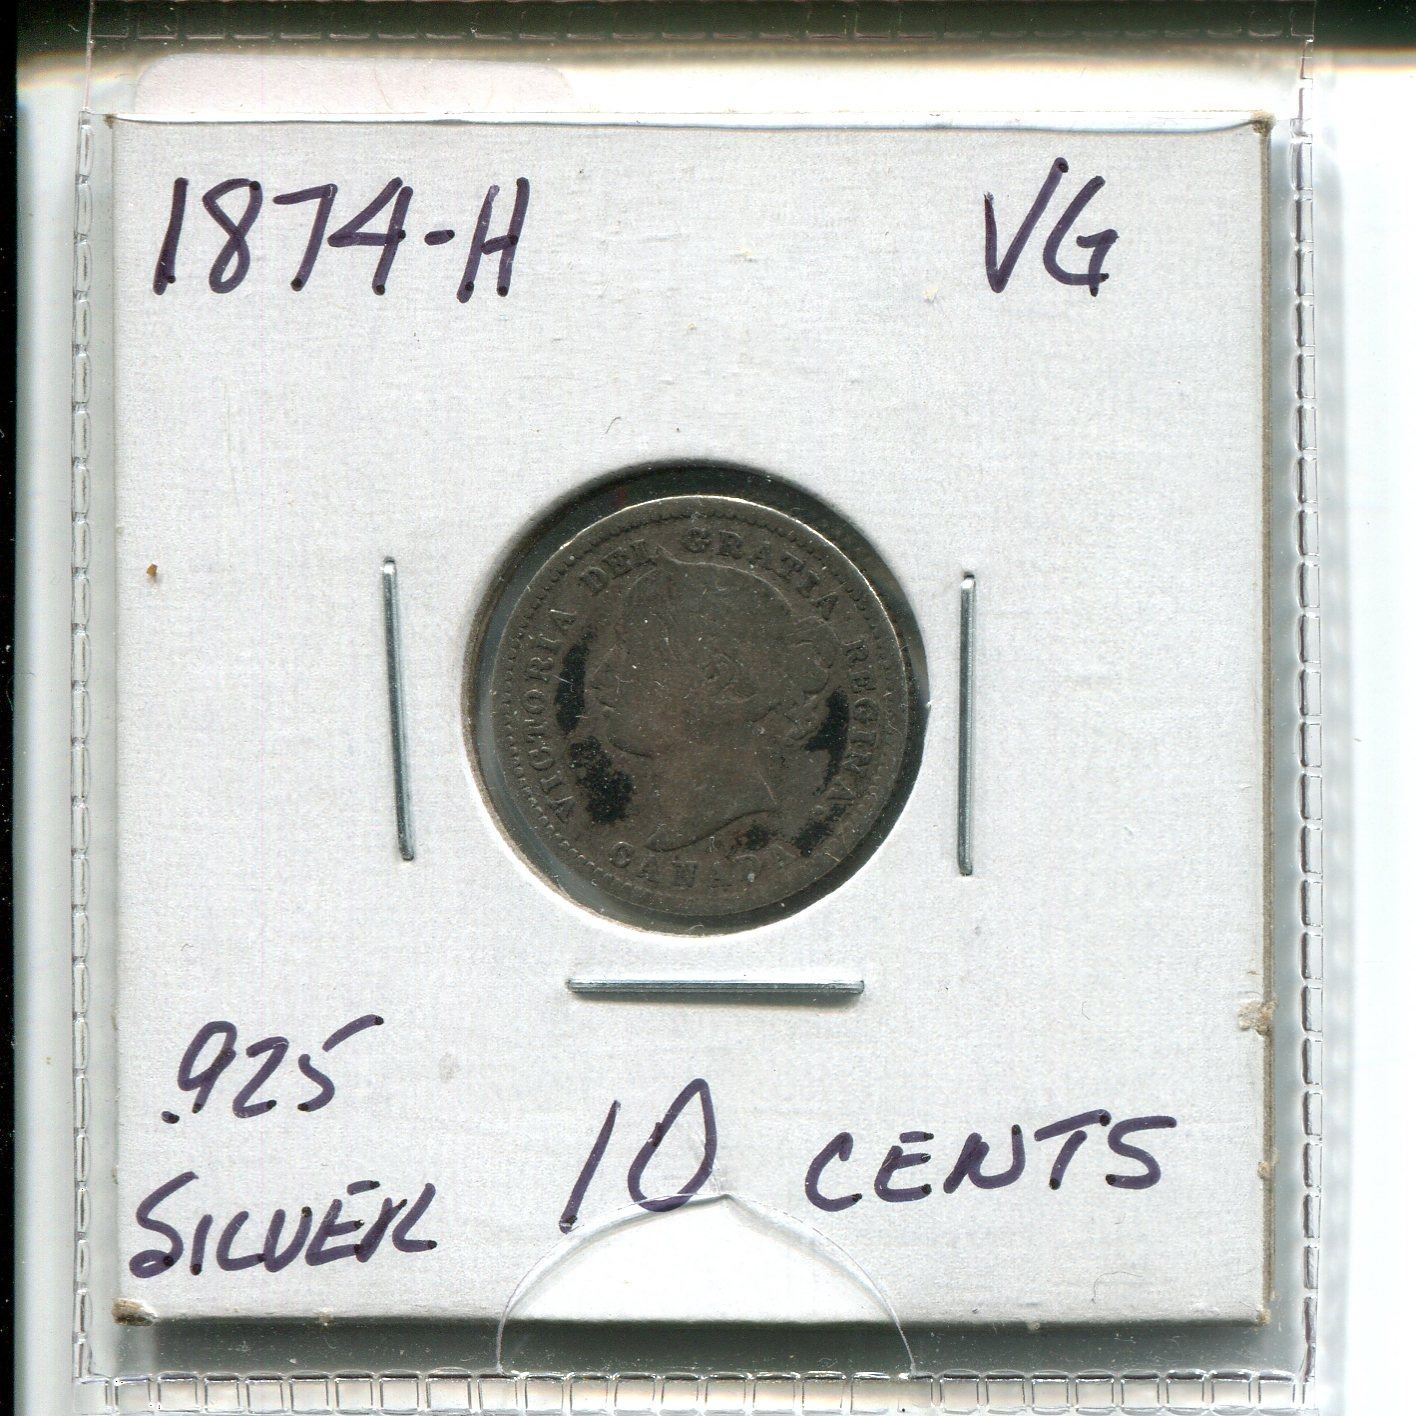 1874-H VG
VICTORIA DEI GRATIA REGINA.
CANADA
.925
SILVER
10 CENTS